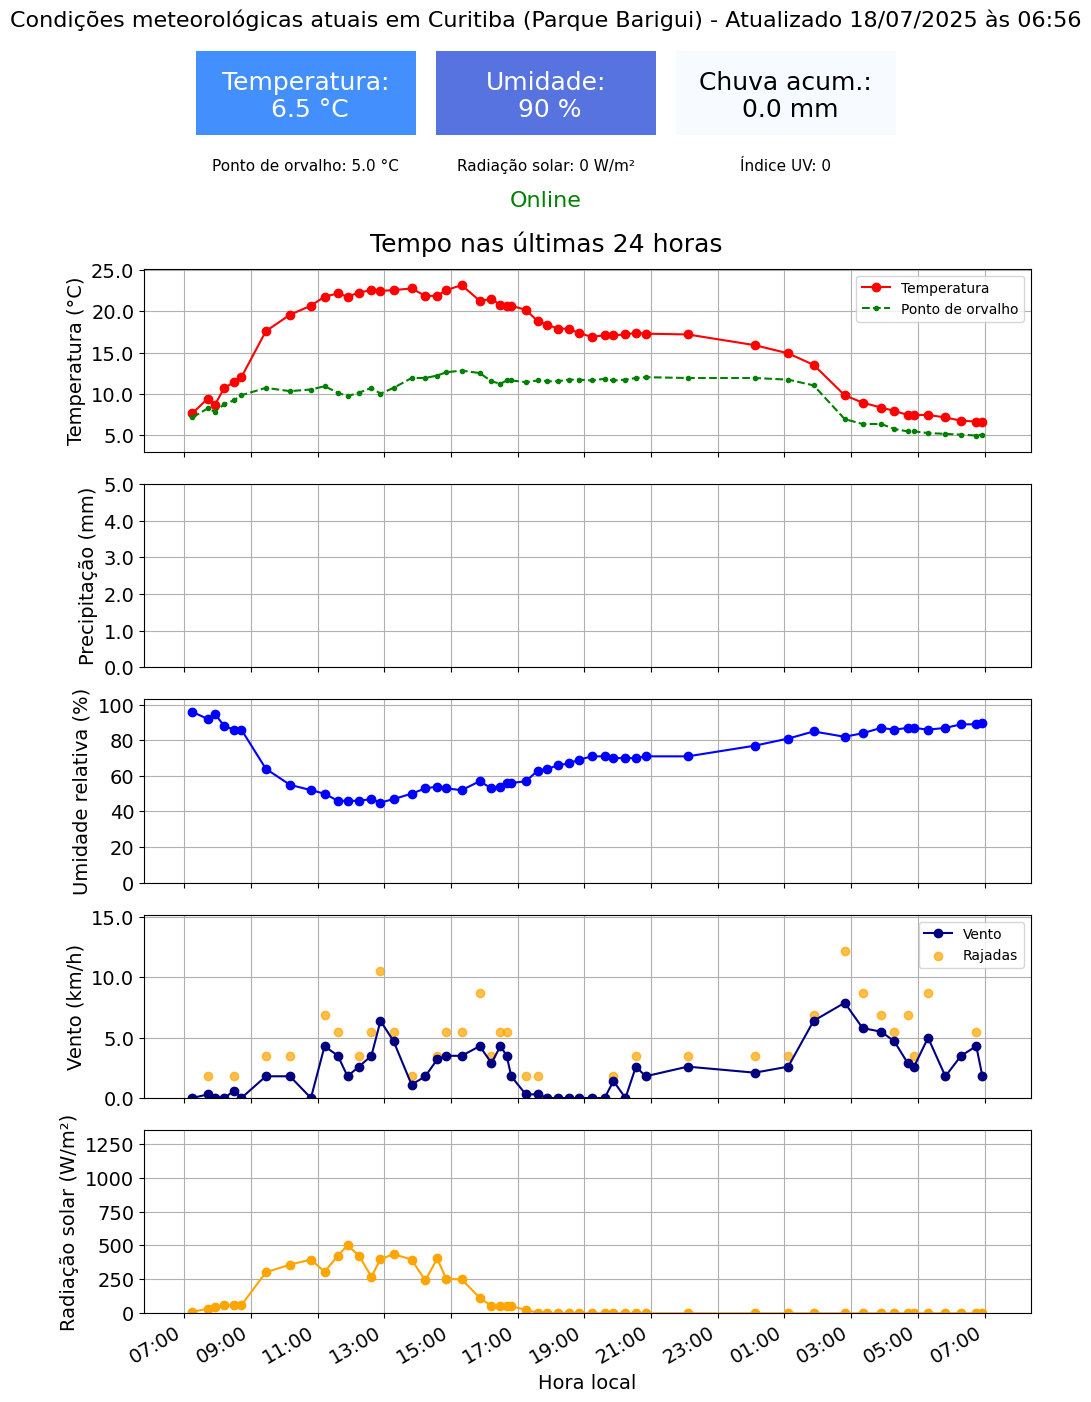 Condições meteorológicas atuais em Curitiba (Parque Barigui) - Atualizado 18/07/2025 às 06:56
Temperatura:
6.5 °C
Umidade:
90 %
Chuva acum.:
0.0 mm
Ponto de orvalho: 5.0 °C
Radiação solar: 0 W/m²
Índice UV: 0
Online
Tempo nas últimas 24 horas
Temperatura (°C)
25.0
20.0
15.0
10.0
5.0
Temperatura
Ponto de orvalho
Precipitação (mm)
5.0
4.0
3.0
2.0
1.0
0.0
Umidade relativa (%)
100
80
60
40
20
0
Vento (km/h)
15.0
10.0
5.0
0.0
Vento
Rajadas
Radiação solar (W/m²)
1250
1000
750
500
250
0
07:00
09:00
11:00
13:00
15:00
17:00
19:00
21:00
23:00
01:00
03:00
05:00
07:00
Hora local